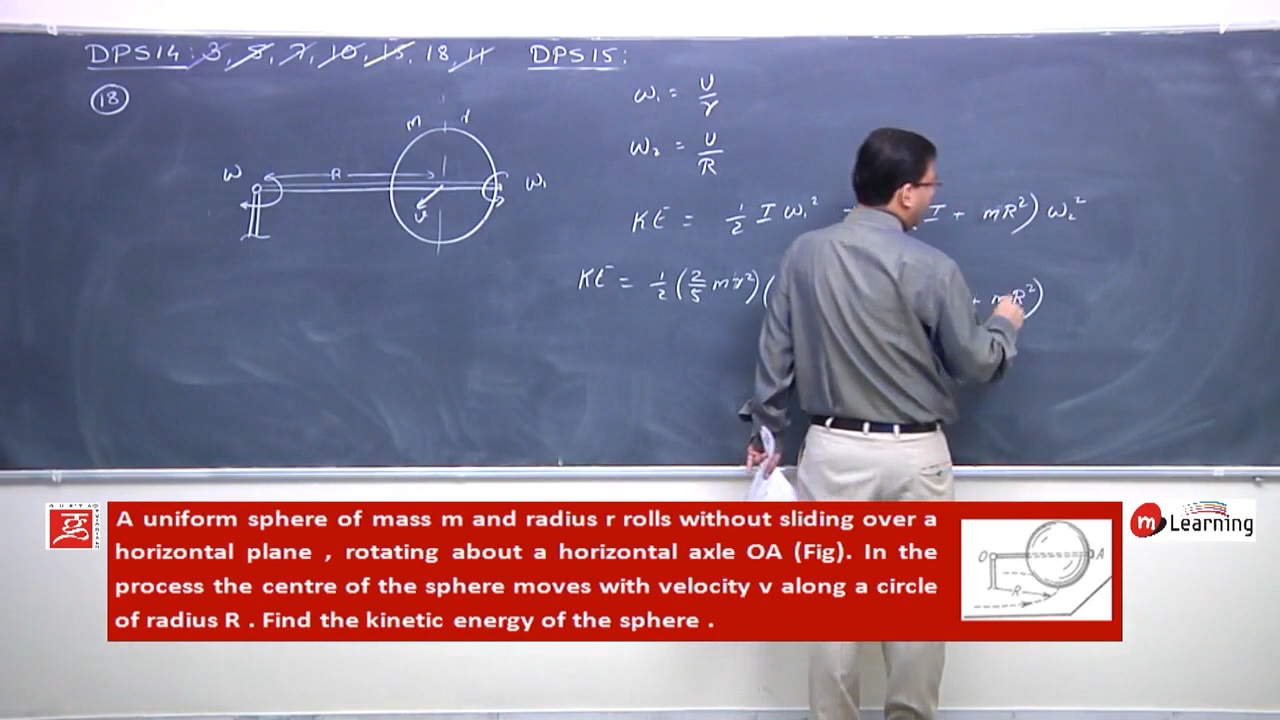 DPS14: 3, 8, 7, 10, 15, 18, 11 DPS15:
18
m r
R
ω ω₁
v
ω₁ = v/r
ω₂ = v/R
KE = 1/2 I ω₁² I + mR²) ω₂²
KE = 1/2 (2/5 mr²)( + mR²)
A uniform sphere of mass m and radius r rolls without sliding over a
horizontal plane , rotating about a horizontal axle OA (Fig). In the
process the centre of the sphere moves with velocity v along a circle
of radius R . Find the kinetic energy of the sphere .
O A
R
ग
m Learning